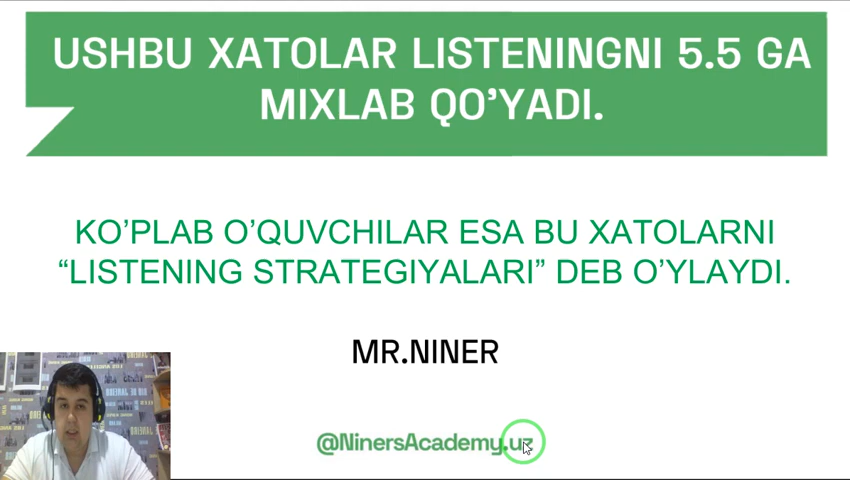 USHBU XATOLAR LISTENINGNI 5.5 GA
MIXLAB QO’YADI.
KO’PLAB O’QUVCHILAR ESA BU XATOLARNI
“LISTENING STRATEGIYALARI” DEB O’YLAYDI.
MR.NINER
@NinersAcademy.uz